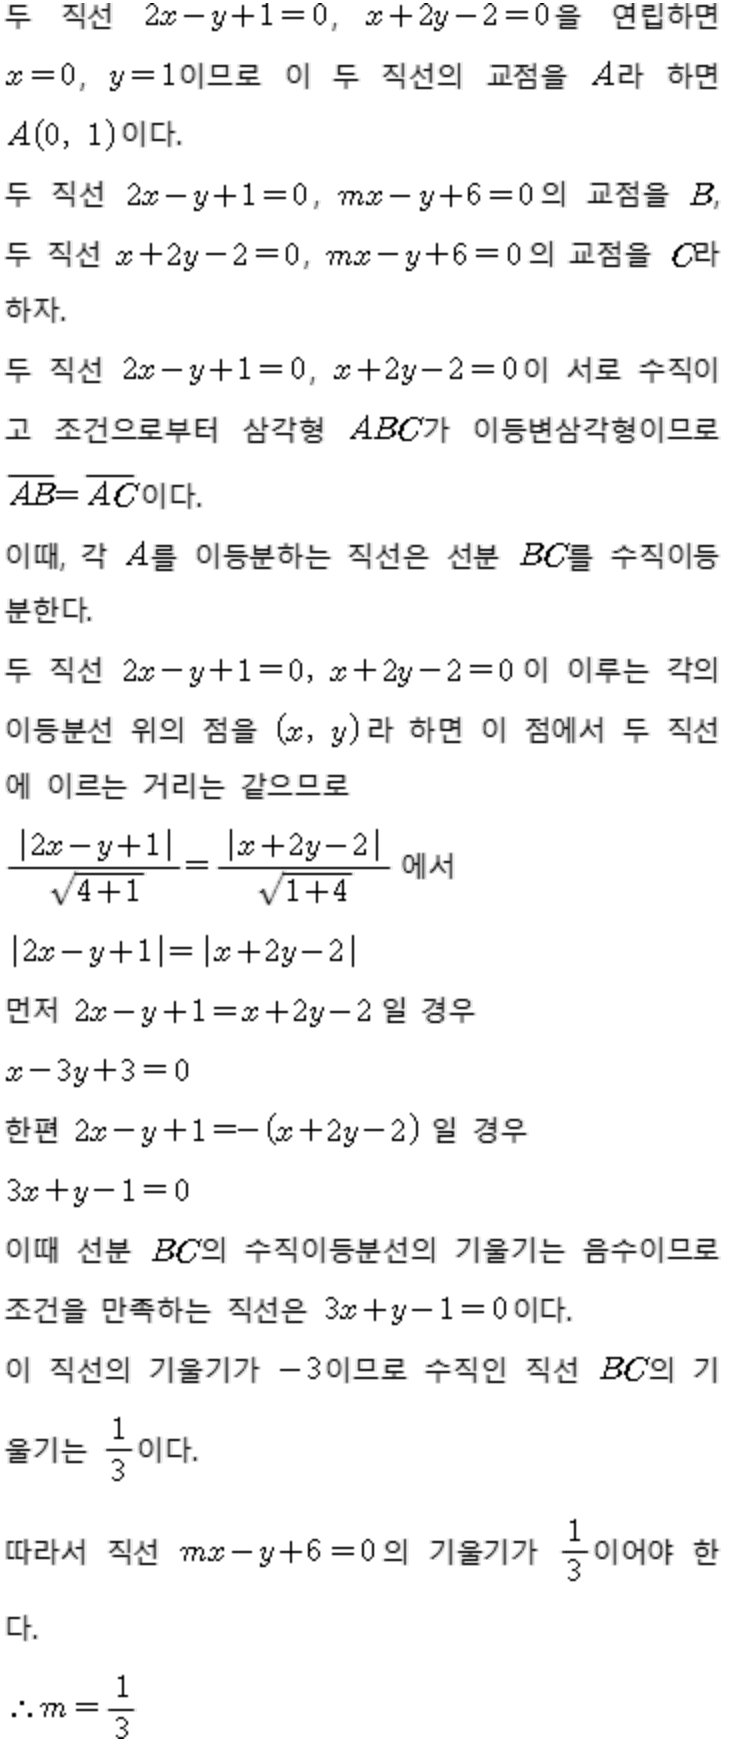 두 직선 2x−y+1=0, x+2y−2=0을 연립하면
x=0, y=1이므로 이 두 직선의 교점을 A라 하면
A(0, 1)이다.
두 직선 2x−y+1=0, mx−y+6=0의 교점을 B,
두 직선 x+2y−2=0, mx−y+6=0의 교점을 C라
하자.
두 직선 2x−y+1=0, x+2y−2=0이 서로 수직이
고 조건으로부터 삼각형 ABC가 이등변삼각형이므로
\overline{AB}=\overline{AC}이다.
이때, 각 A를 이등분하는 직선은 선분 BC를 수직이등
분한다.
두 직선 2x−y+1=0, x+2y−2=0이 이루는 각의
이등분선 위의 점을 (x, y)라 하면 이 점에서 두 직선
에 이르는 거리는 같으므로
\frac{|2x−y+1|}{\sqrt{4+1}}=\frac{|x+2y−2|}{\sqrt{1+4}} 에서
|2x−y+1|=|x+2y−2|
먼저 2x−y+1=x+2y−2 일 경우
x−3y+3=0
한편 2x−y+1=−(x+2y−2) 일 경우
3x+y−1=0
이때 선분 BC의 수직이등분선의 기울기는 음수이므로
조건을 만족하는 직선은 3x+y−1=0이다.
이 직선의 기울기가 −3이므로 수직인 직선 BC의 기
울기는 \frac{1}{3}이다.
따라서 직선 mx−y+6=0의 기울기가 \frac{1}{3}이어야 한
다.
∴m=\frac{1}{3}